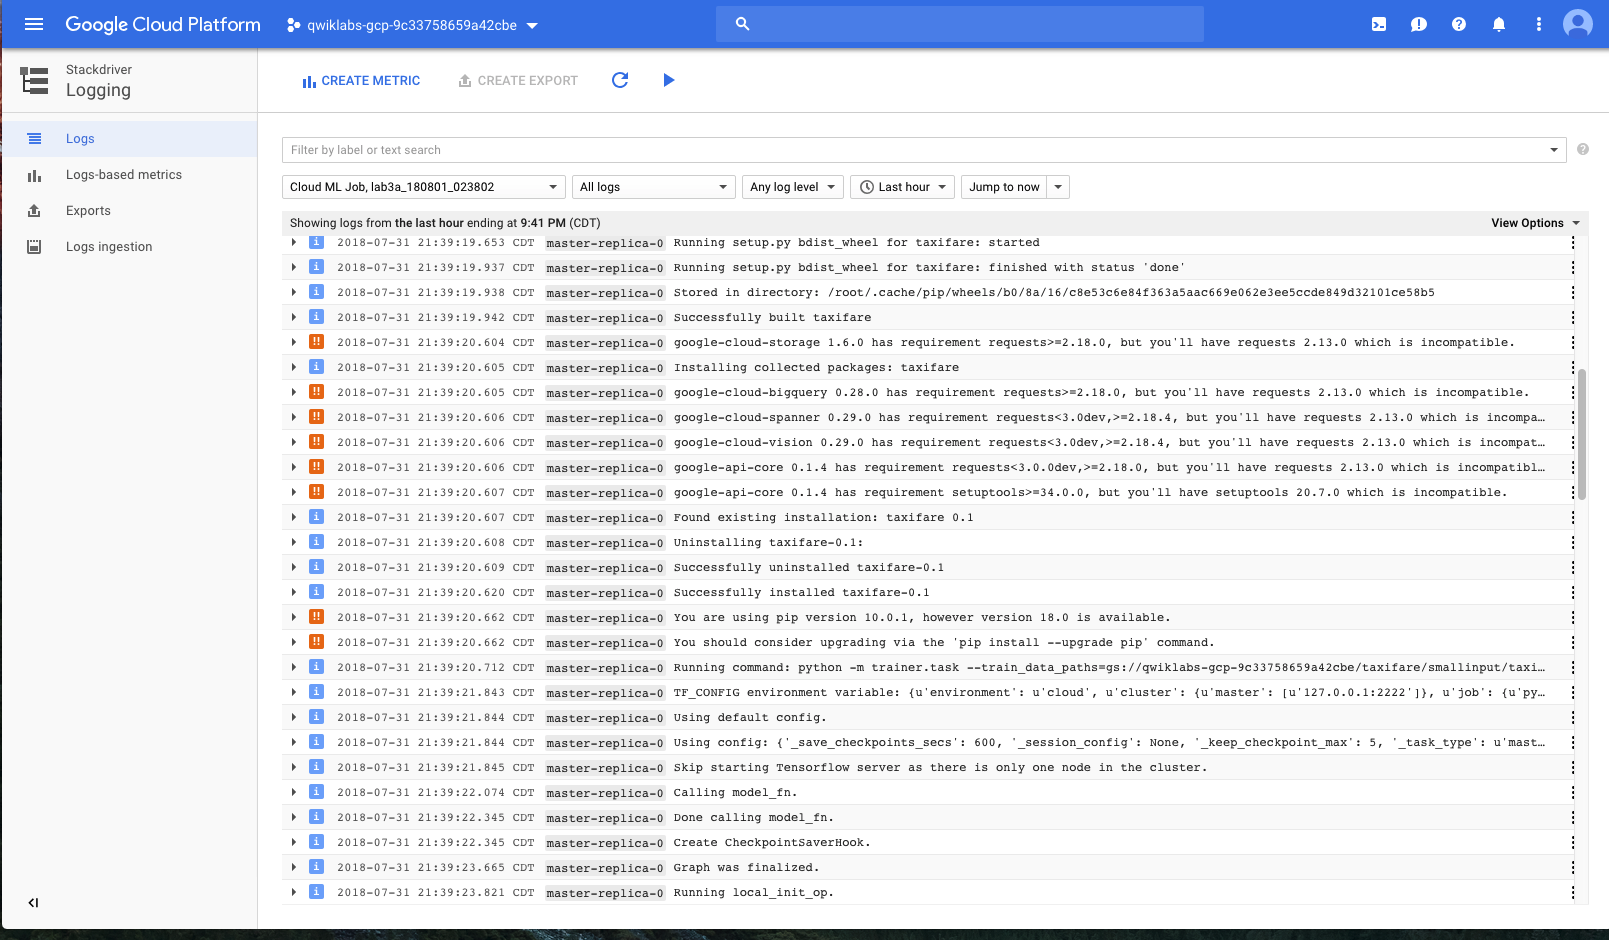 Google Cloud Platform
qwiklabs-gcp-9c33758659a42cbe
Stackdriver
Logging
CREATE METRIC
CREATE EXPORT
Logs
Logs-based metrics
Exports
Logs ingestion
Filter by label or text search
Cloud ML Job, lab3a_180801_023802
All logs
Any log level
Last hour
Jump to now
Showing logs from the last hour ending at 9:41 PM (CDT)
View Options
2018-07-31 21:39:19.653 CDT master-replica-0 Running setup.py bdist_wheel for taxifare: started
2018-07-31 21:39:19.937 CDT master-replica-0 Running setup.py bdist_wheel for taxifare: finished with status 'done'
2018-07-31 21:39:19.938 CDT master-replica-0 Stored in directory: /root/.cache/pip/wheels/b0/8a/16/c8e53c6e84f363a5aac669e062e3ee5ccde849d32101ce58b5
2018-07-31 21:39:19.942 CDT master-replica-0 Successfully built taxifare
2018-07-31 21:39:20.604 CDT master-replica-0 google-cloud-storage 1.6.0 has requirement requests>=2.18.0, but you'll have requests 2.13.0 which is incompatible.
2018-07-31 21:39:20.605 CDT master-replica-0 Installing collected packages: taxifare
2018-07-31 21:39:20.605 CDT master-replica-0 google-cloud-bigquery 0.28.0 has requirement requests>=2.18.0, but you'll have requests 2.13.0 which is incompatible.
2018-07-31 21:39:20.606 CDT master-replica-0 google-cloud-spanner 0.29.0 has requirement requests<3.0dev,>=2.18.4, but you'll have requests 2.13.0 which is incompa…
2018-07-31 21:39:20.606 CDT master-replica-0 google-cloud-vision 0.29.0 has requirement requests<3.0dev,>=2.18.4, but you'll have requests 2.13.0 which is incompat…
2018-07-31 21:39:20.606 CDT master-replica-0 google-api-core 0.1.4 has requirement requests<3.0.0dev,>=2.18.0, but you'll have requests 2.13.0 which is incompatibl…
2018-07-31 21:39:20.607 CDT master-replica-0 google-api-core 0.1.4 has requirement setuptools>=34.0.0, but you'll have setuptools 20.7.0 which is incompatible.
2018-07-31 21:39:20.607 CDT master-replica-0 Found existing installation: taxifare 0.1
2018-07-31 21:39:20.608 CDT master-replica-0 Uninstalling taxifare-0.1:
2018-07-31 21:39:20.609 CDT master-replica-0 Successfully uninstalled taxifare-0.1
2018-07-31 21:39:20.620 CDT master-replica-0 Successfully installed taxifare-0.1
2018-07-31 21:39:20.662 CDT master-replica-0 You are using pip version 10.0.1, however version 18.0 is available.
2018-07-31 21:39:20.662 CDT master-replica-0 You should consider upgrading via the 'pip install --upgrade pip' command.
2018-07-31 21:39:20.712 CDT master-replica-0 Running command: python -m trainer.task --train_data_paths=gs://qwiklabs-gcp-9c33758659a42cbe/taxifare/smallinput/taxi…
2018-07-31 21:39:21.843 CDT master-replica-0 TF_CONFIG environment variable: {u'environment': u'cloud', u'cluster': {u'master': [u'127.0.0.1:2222']}, u'job': {u'py…
2018-07-31 21:39:21.844 CDT master-replica-0 Using default config.
2018-07-31 21:39:21.844 CDT master-replica-0 Using config: {'_save_checkpoints_secs': 600, '_session_config': None, '_keep_checkpoint_max': 5, '_task_type': u'mast…
2018-07-31 21:39:21.845 CDT master-replica-0 Skip starting Tensorflow server as there is only one node in the cluster.
2018-07-31 21:39:22.074 CDT master-replica-0 Calling model_fn.
2018-07-31 21:39:22.345 CDT master-replica-0 Done calling model_fn.
2018-07-31 21:39:22.345 CDT master-replica-0 Create CheckpointSaverHook.
2018-07-31 21:39:23.665 CDT master-replica-0 Graph was finalized.
2018-07-31 21:39:23.821 CDT master-replica-0 Running local_init_op.